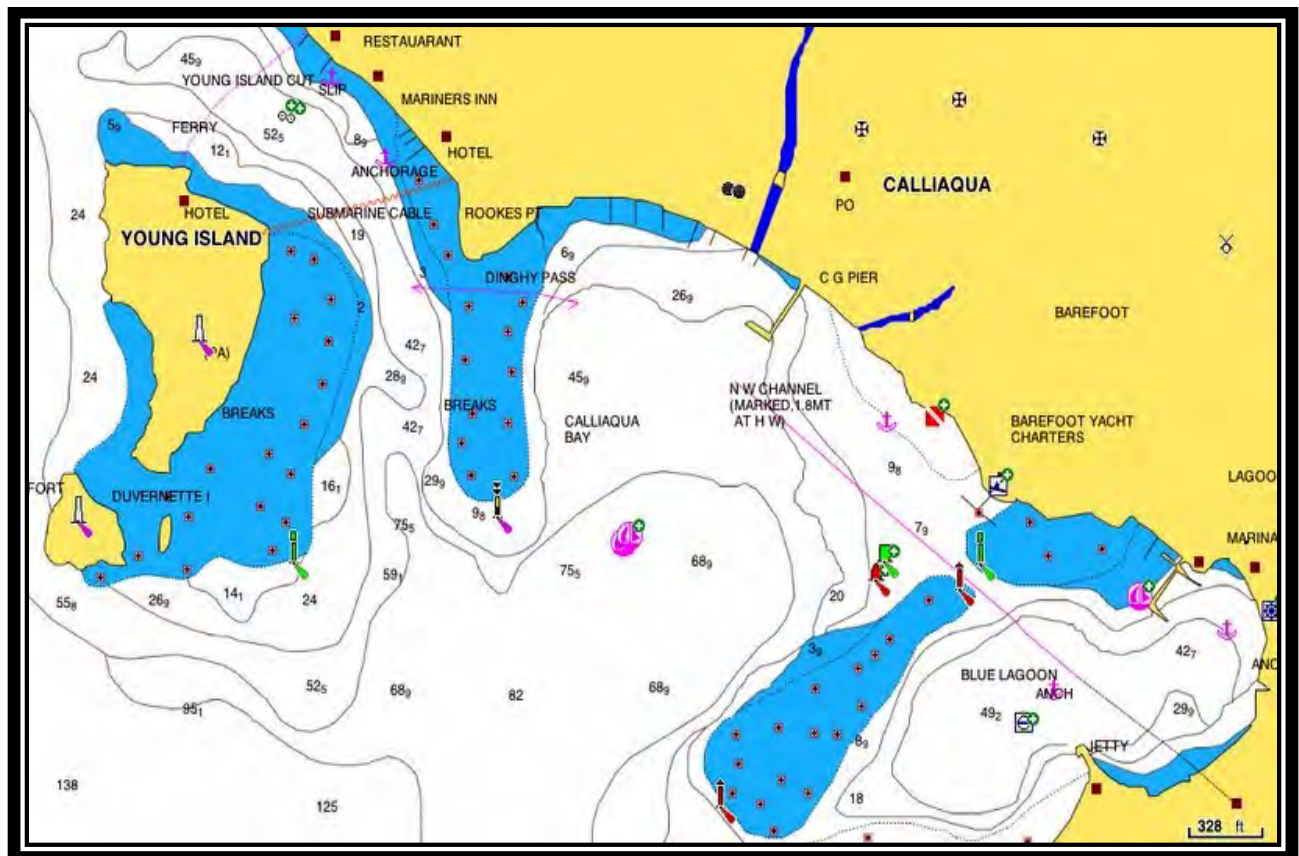 RESTAUARANT
45₉
YOUNG ISLAND CUT
SLIP
MARINERS INN
5₉
FERRY
52₅
8₉
12₁
HOTEL
ANCHORAGE
CALLIAQUA
PO
24
HOTEL
SUBMARINE CABLE
ROOKES PT
YOUNG ISLAND
19
6₉
3
DINGHY PASS
C G PIER
26₉
2
BAREFOOT
42₇
24
28₉
45₉
N W CHANNEL
(MARKED,1.8MT
AT H W)
BREAKS
BREAKS
CALLIAQUA
BAY
BAREFOOT YACHT
CHARTERS
42₇
9₈
FORT
DUVERNETTE I
16₁
29₉
LAGOO
9₈
75₅
7₉
MARINA
75₅
68₉
59₁
14₁
24
26₉
55₈
20
3₉
42₇
BLUE LAGOON
ANCH
ANC
52₅
68₉
82
68₉
95₁
49₂
29₉
8₉
JETTY
138
125
18
328 ft